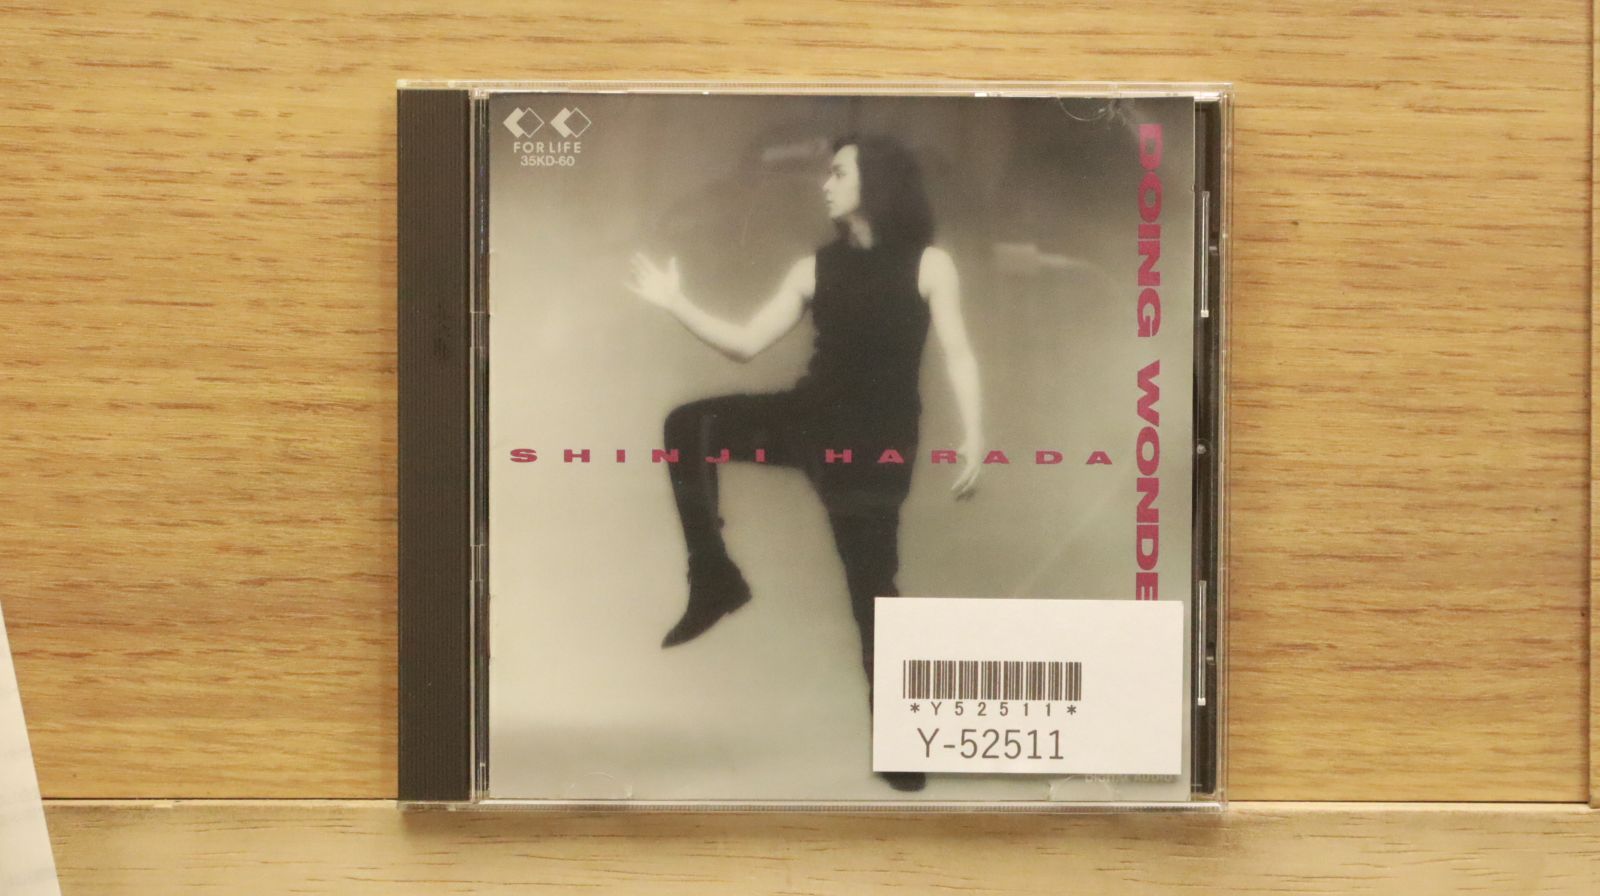 FOR LIFE
35KD-60
DOING WONDE
SHINJI HARADA
*Y52511*
Y-52511